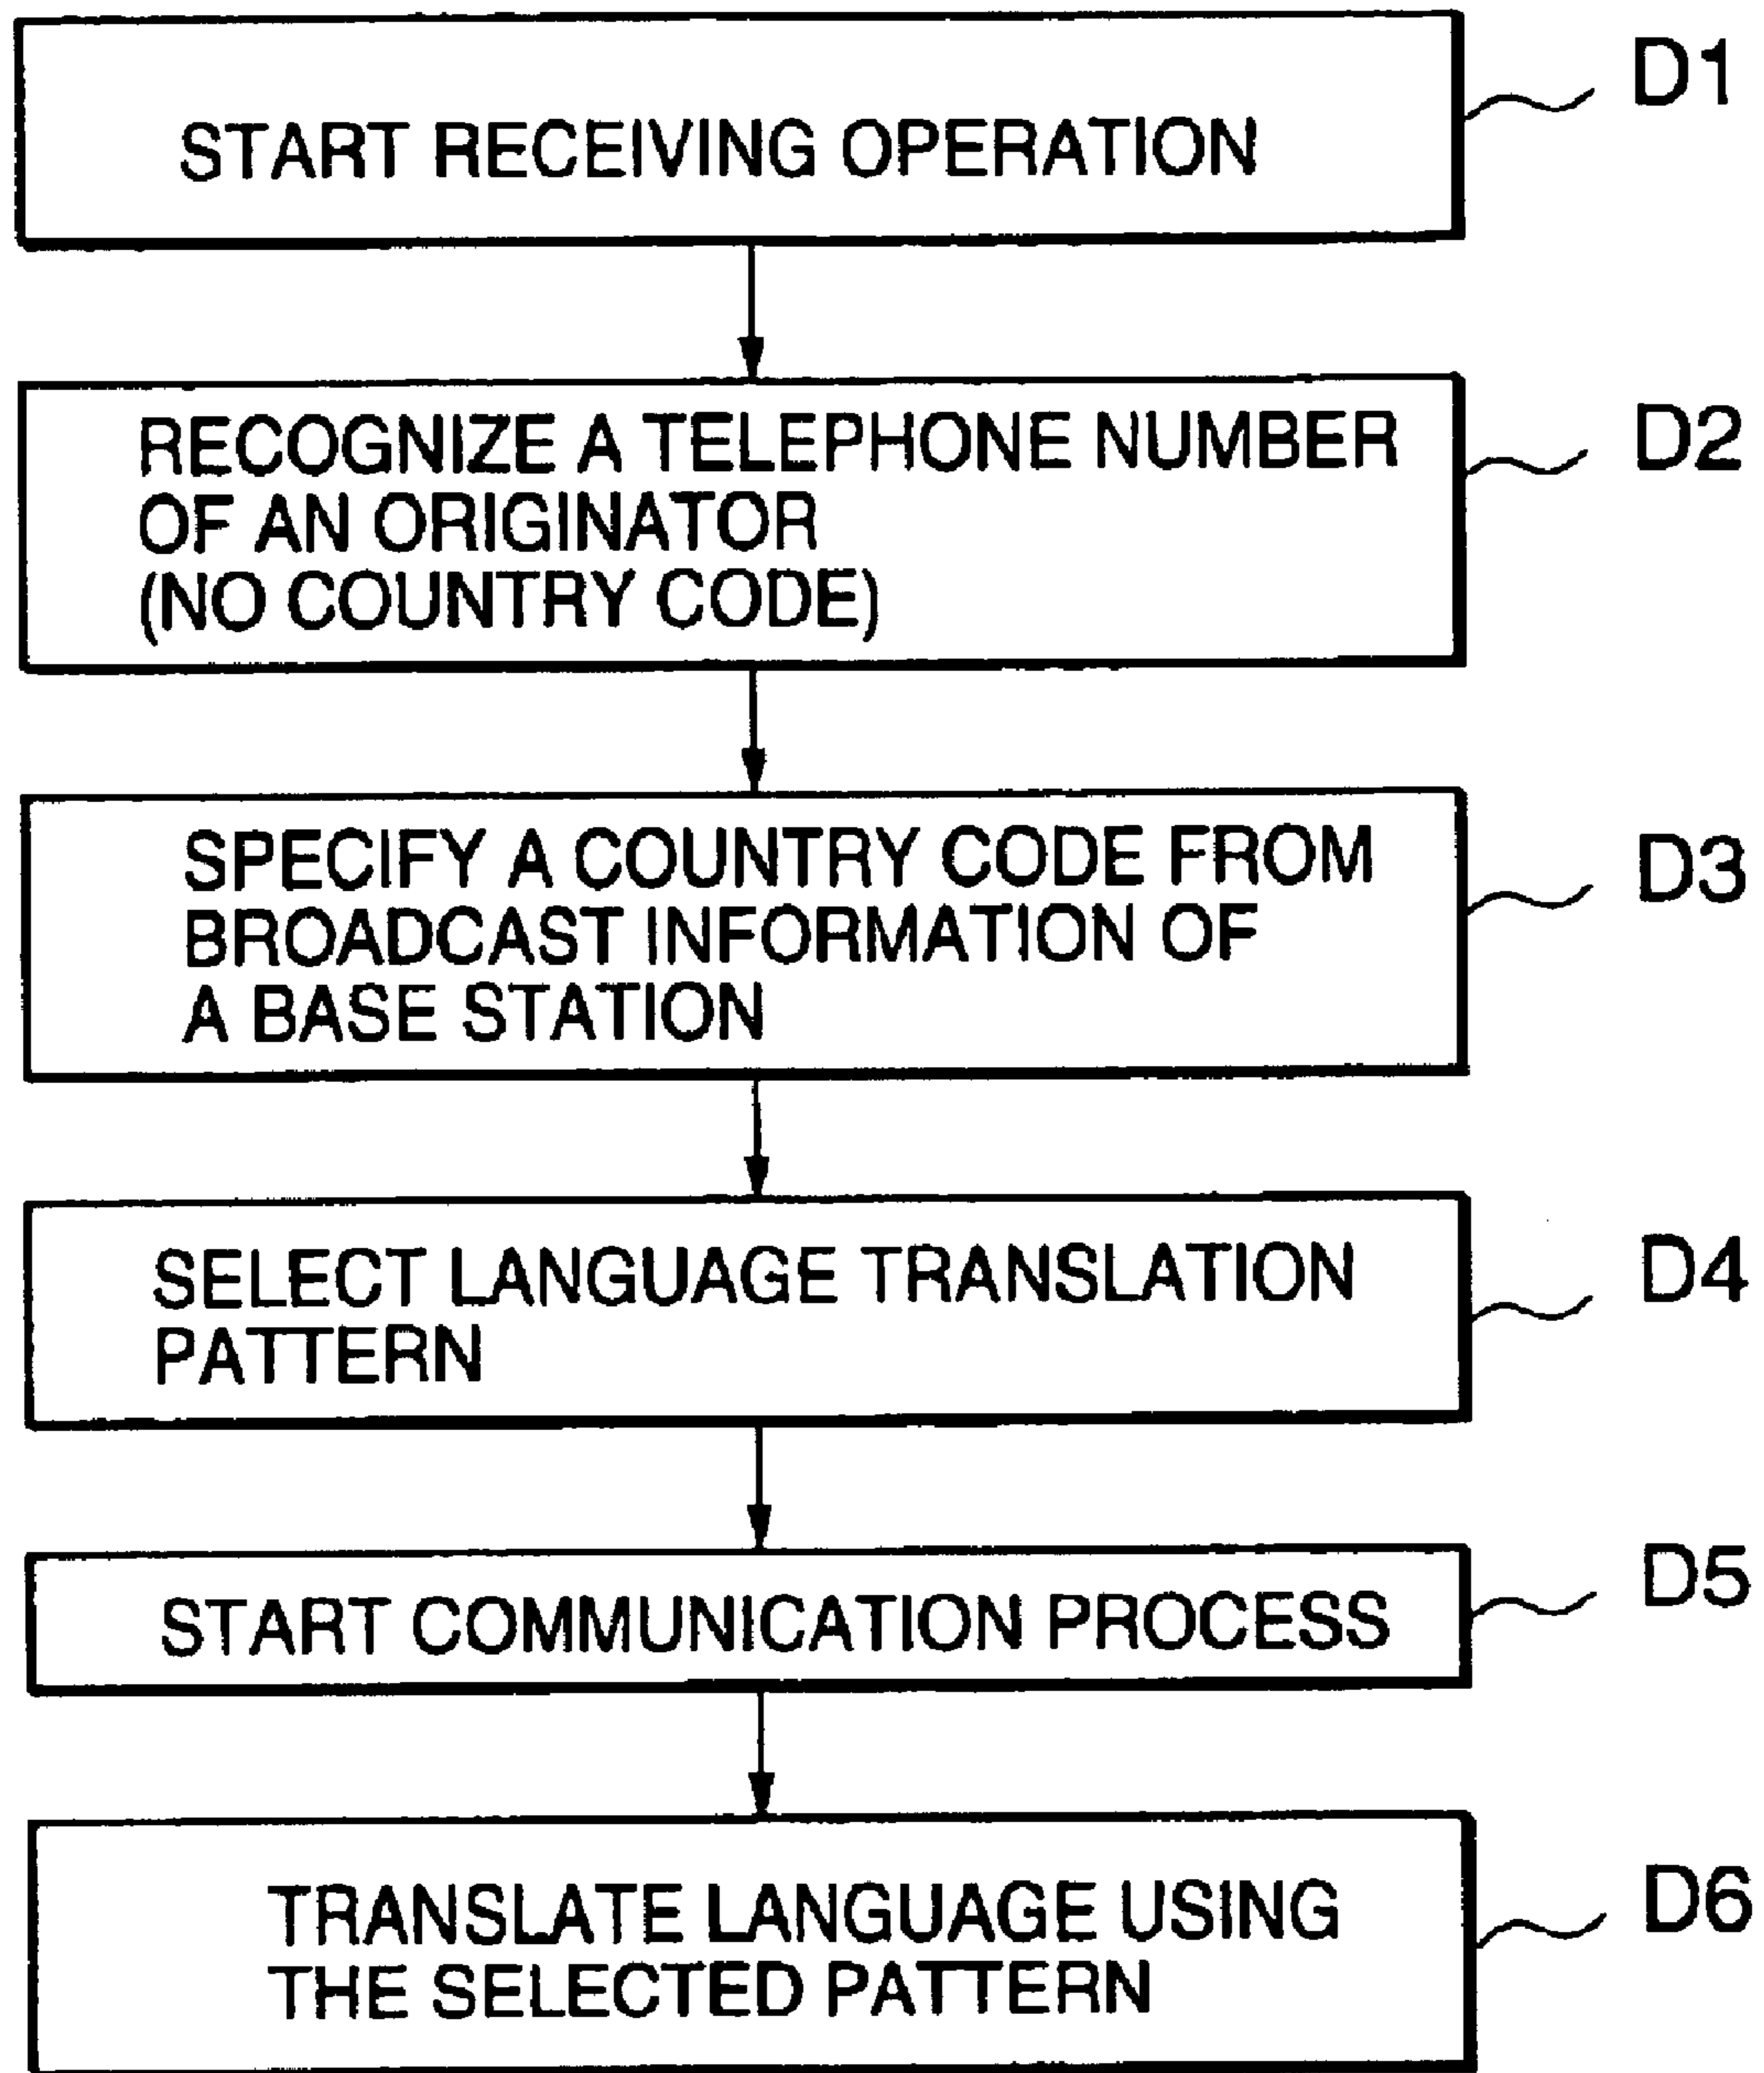 START RECEIVING OPERATION
D1
RECOGNIZE A TELEPHONE NUMBER
OF AN ORIGINATOR
(NO COUNTRY CODE)
D2
SPECIFY A COUNTRY CODE FROM
BROADCAST INFORMATION OF
A BASE STATION
D3
SELECT LANGUAGE TRANSLATION
PATTERN
D4
START COMMUNICATION PROCESS
D5
TRANSLATE LANGUAGE USING
THE SELECTED PATTERN
D6